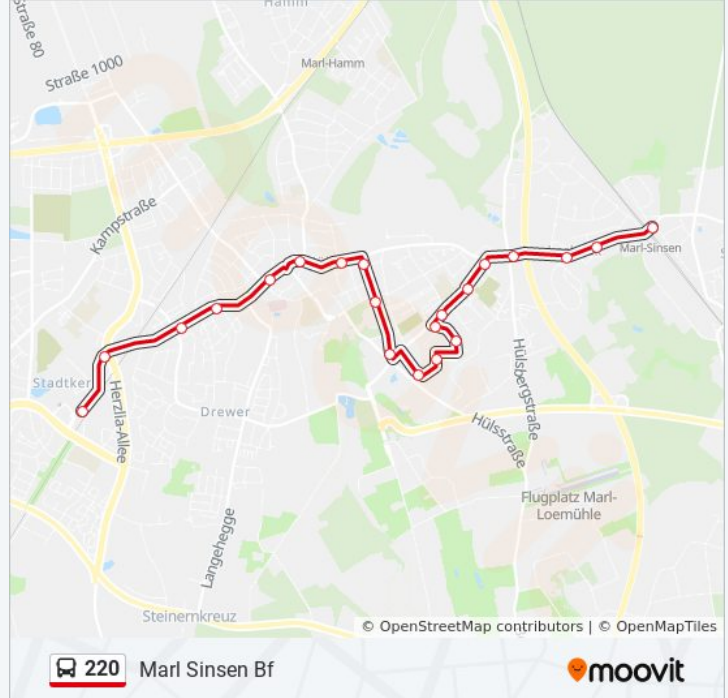 Hamm
Straße 80
Straße 1000
Marl-Hamm
Kampstraße
Marl-Sinsen
Stadtker
Herzlia-Allee
Drewer
Hülsbergstraße
Hülsstraße
Flugplatz Marl-
Loemühle
Langehegge
Steinernkreuz
© OpenStreetMap contributors | © OpenMapTiles
220 Marl Sinsen Bf
moovit